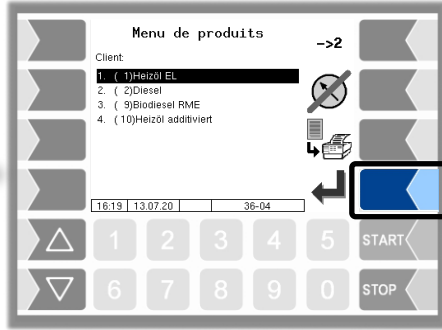 Menu de produits
->2
Client:
1. ( 1)Heizöl EL
2. ( 2)Diesel
3. ( 9)Biodiesel RME
4. ( 10)Heizöl additiviert
16:19 13.07.20 36-04
1 2 3 4 5 START
6 7 8 9 0 STOP